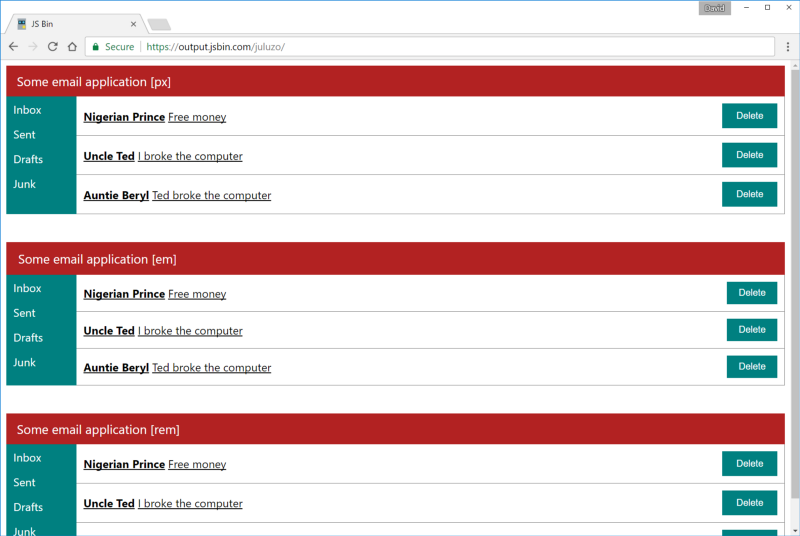 David
JS Bin
Secure https://output.jsbin.com/juluzo/
Some email application [px]
Inbox
Sent
Drafts
Junk
Nigerian Prince Free money Delete
Uncle Ted I broke the computer Delete
Auntie Beryl Ted broke the computer Delete
Some email application [em]
Inbox
Sent
Drafts
Junk
Nigerian Prince Free money Delete
Uncle Ted I broke the computer Delete
Auntie Beryl Ted broke the computer Delete
Some email application [rem]
Inbox
Sent
Drafts
Junk
Nigerian Prince Free money Delete
Uncle Ted I broke the computer Delete